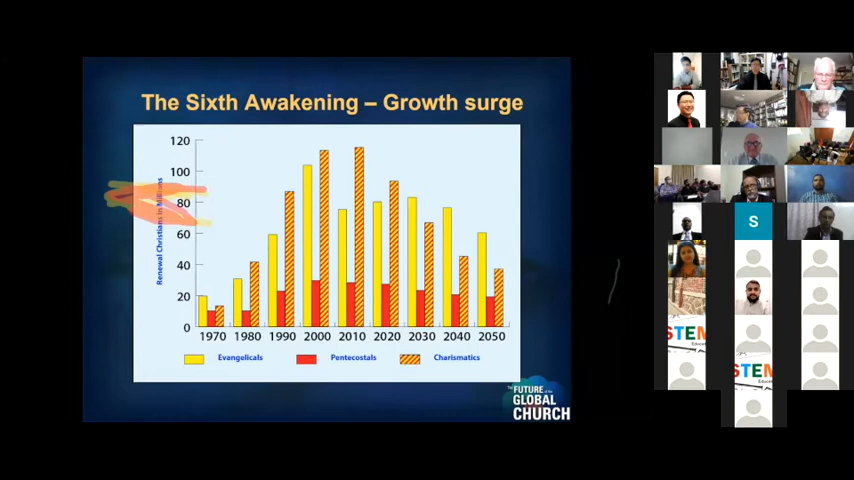 The Sixth Awakening – Growth surge
120
100
80
60
40
20
0
Renewal Christians in Millions
1970 1980 1990 2000 2010 2020 2030 2040 2050
Evangelicals Pentecostals Charismatics
The FUTURE of the
GLOBAL
CHURCH
S
STEM
STEM